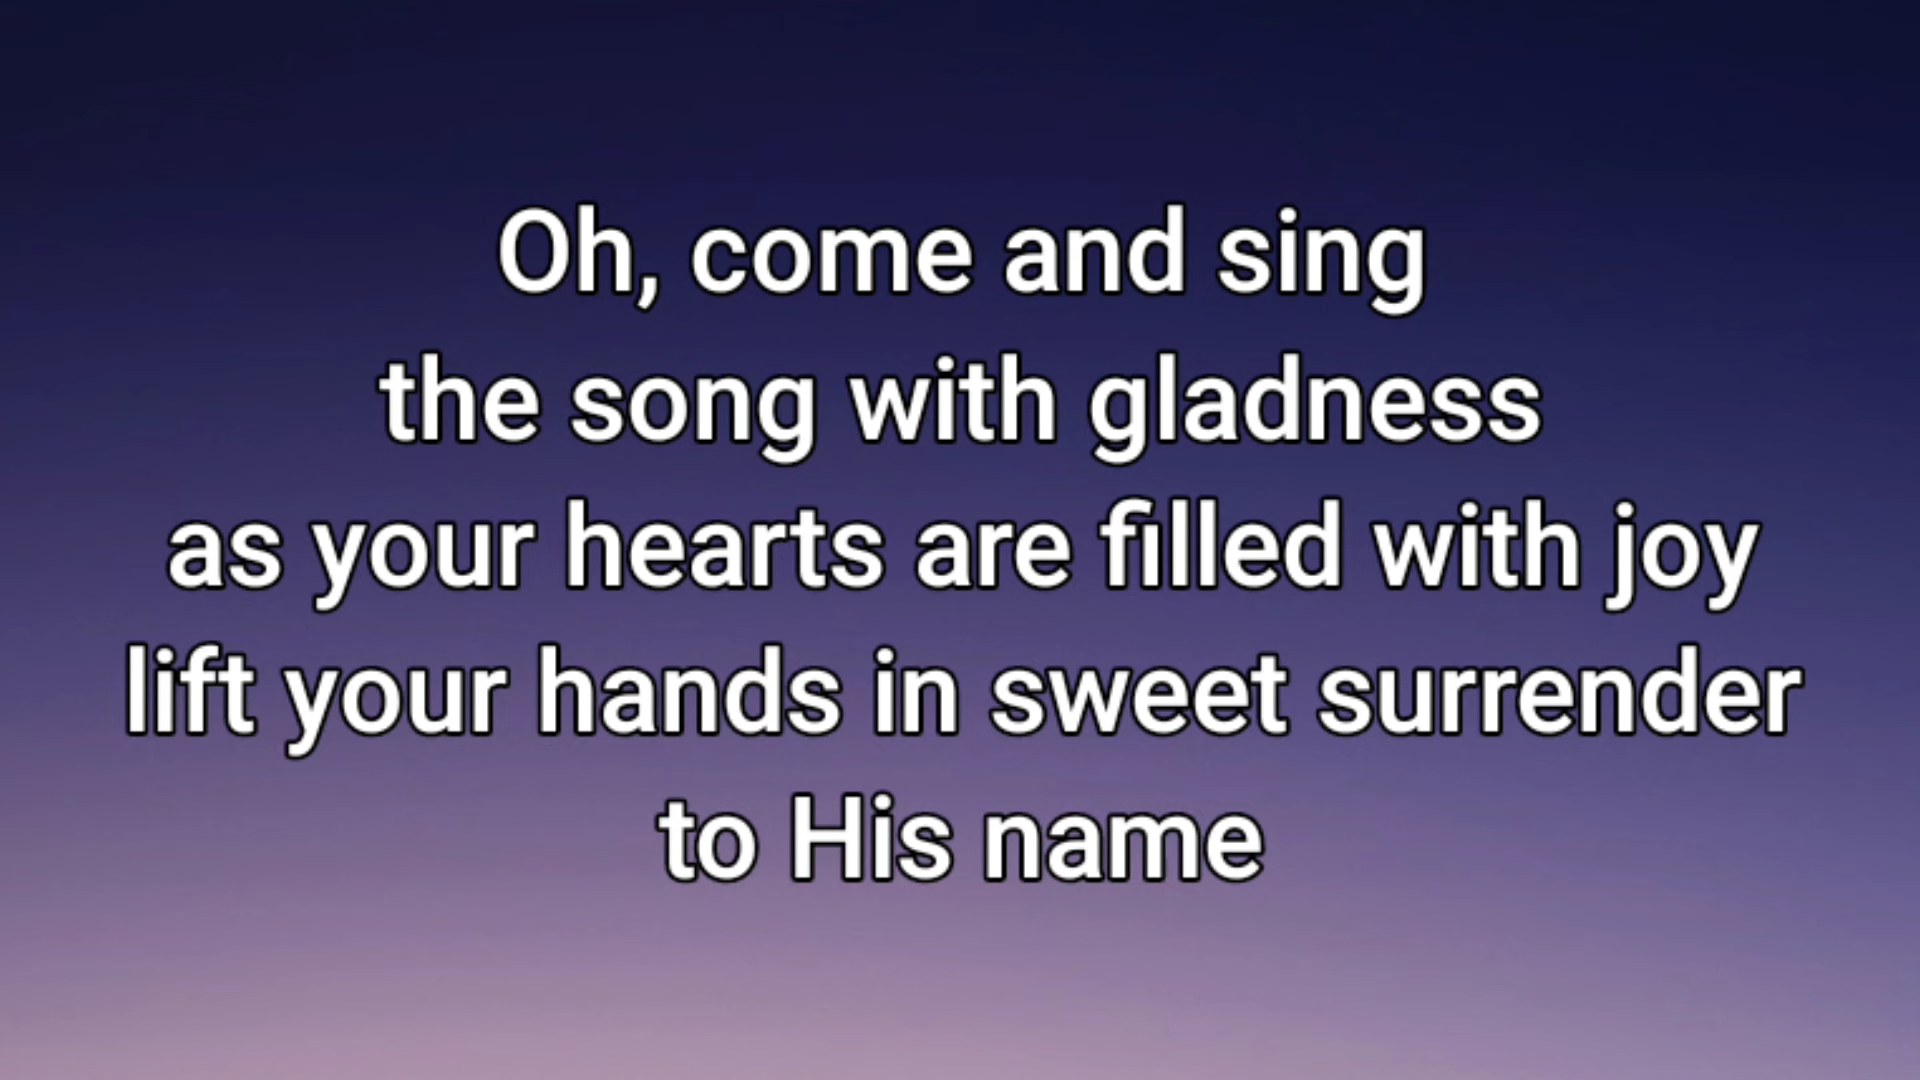 Oh, come and sing
the song with gladness
as your hearts are filled with joy
lift your hands in sweet surrender
to His name